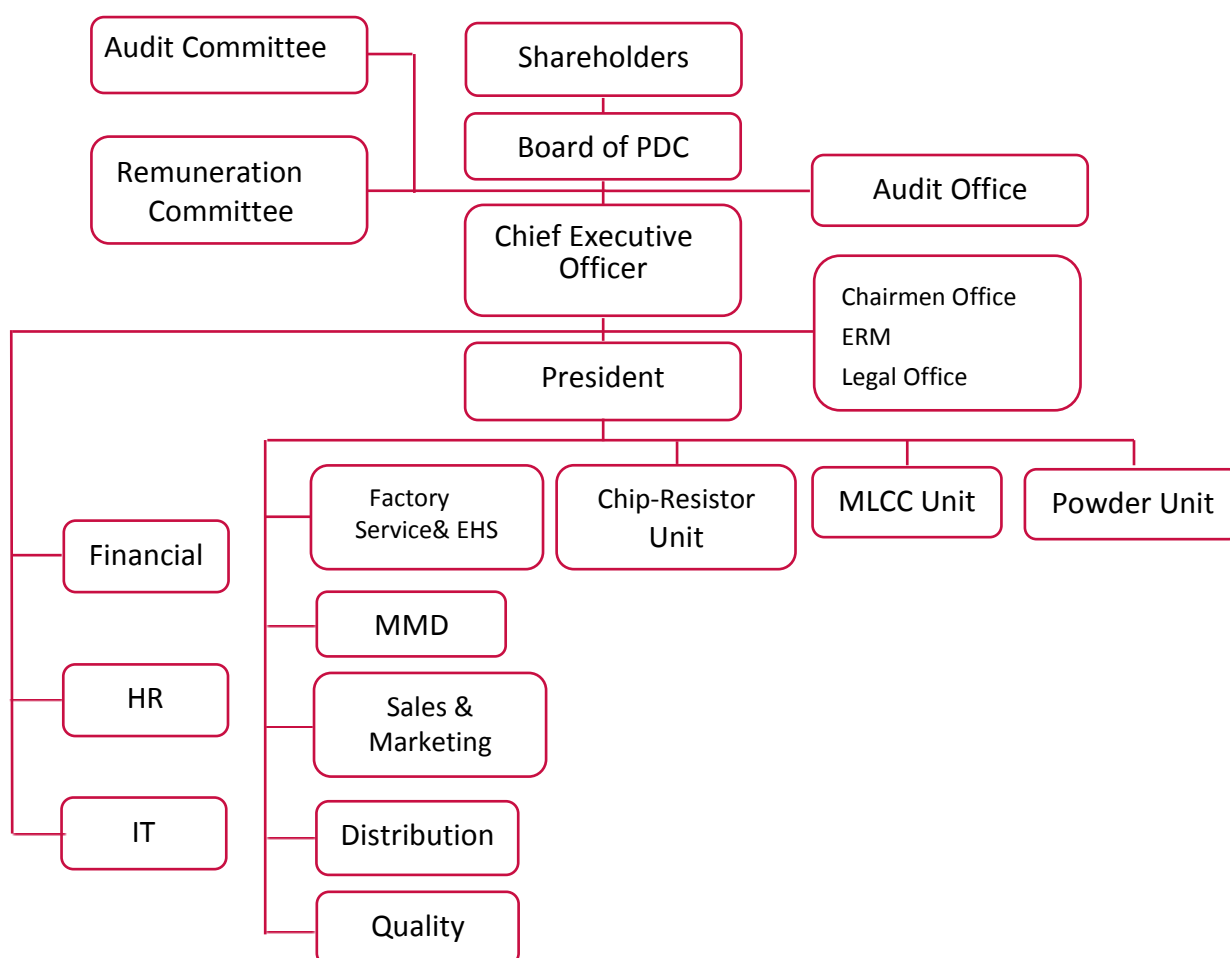 Audit Committee
Shareholders
Board of PDC
Remuneration
Committee
Audit Office
Chief Executive
Officer
Chairmen Office
ERM
Legal Office
President
Factory
Service& EHS
Chip-Resistor
Unit
MLCC Unit
Powder Unit
Financial
MMD
HR
Sales &
Marketing
IT
Distribution
Quality